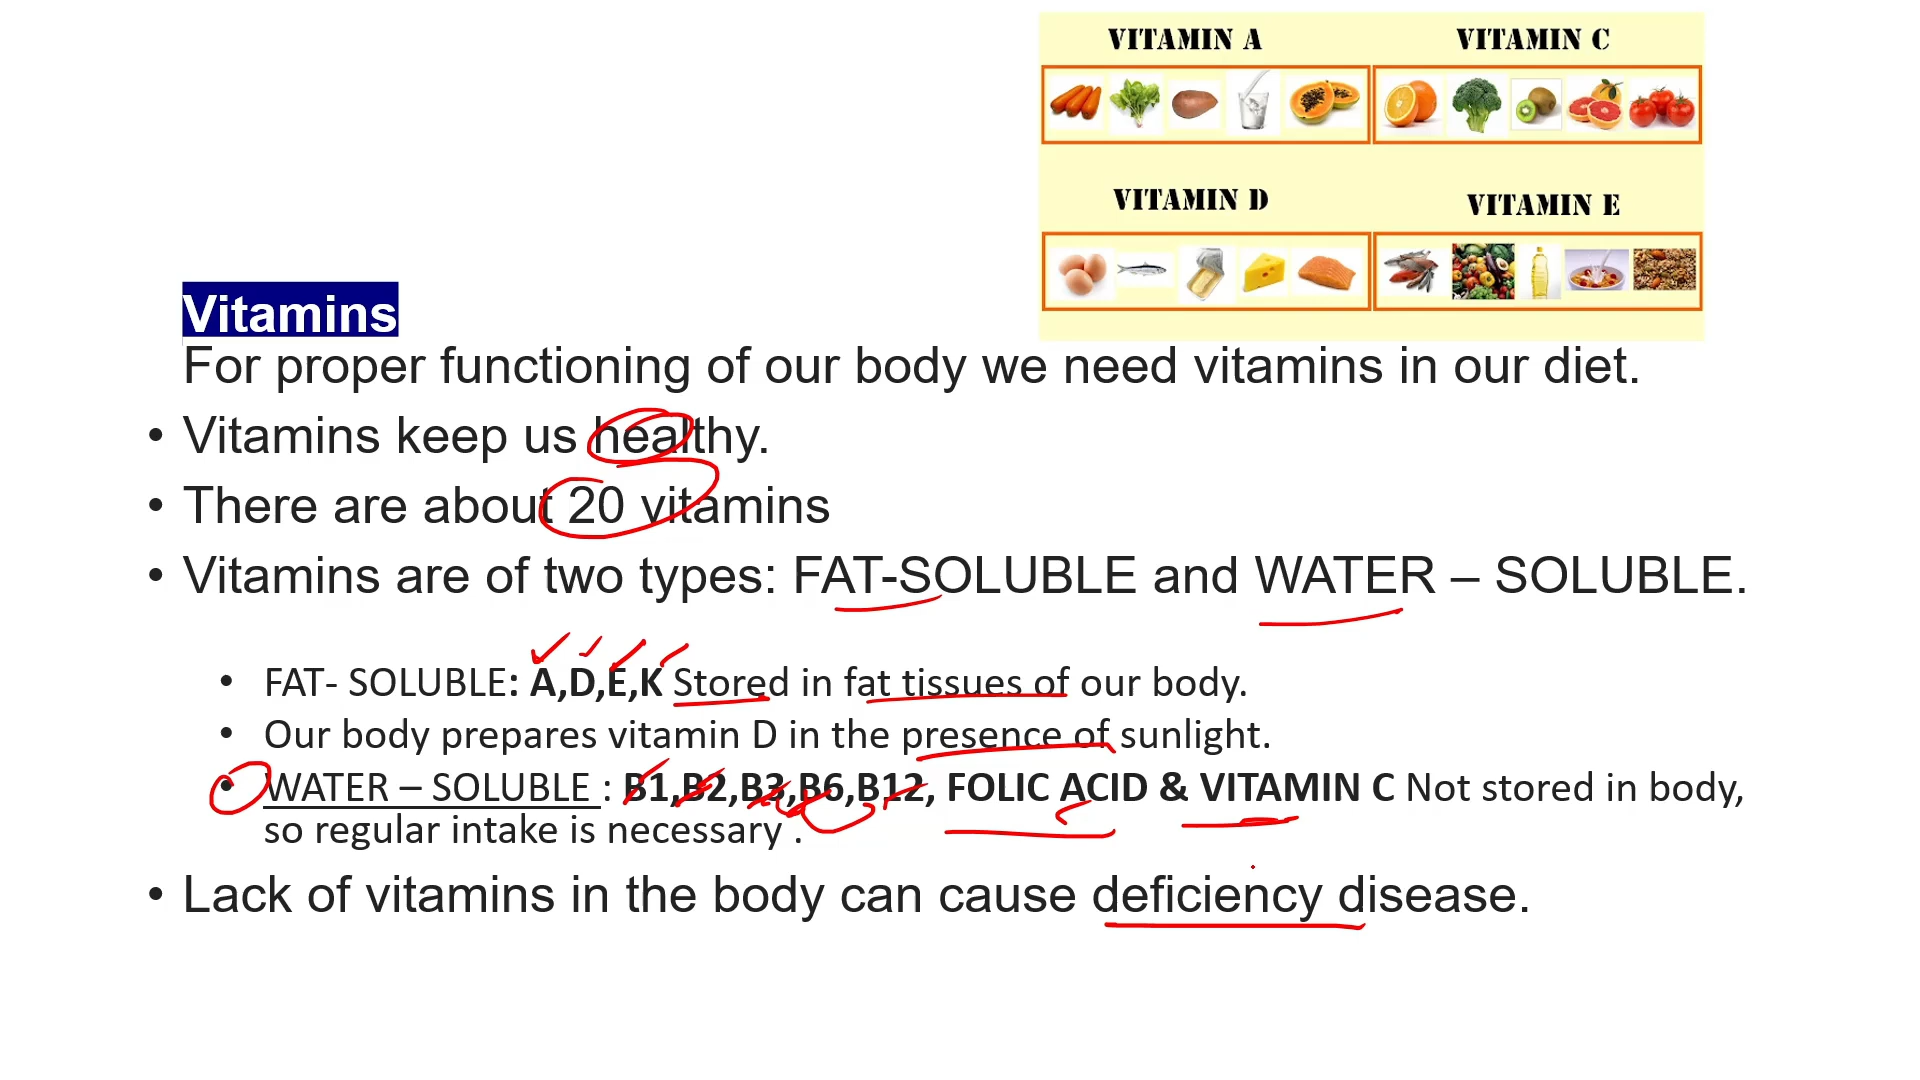 VITAMIN A
VITAMIN C
VITAMIN D
VITAMIN E
Vitamins
For proper functioning of our body we need vitamins in our diet.
• Vitamins keep us healthy.
• There are about 20 vitamins
• Vitamins are of two types: FAT-SOLUBLE and WATER – SOLUBLE.
• FAT- SOLUBLE: A,D,E,K Stored in fat tissues of our body.
• Our body prepares vitamin D in the presence of sunlight.
• WATER – SOLUBLE : B1,B2,B3,B6,B12, FOLIC ACID & VITAMIN C Not stored in body,
so regular intake is necessary .
• Lack of vitamins in the body can cause deficiency disease.